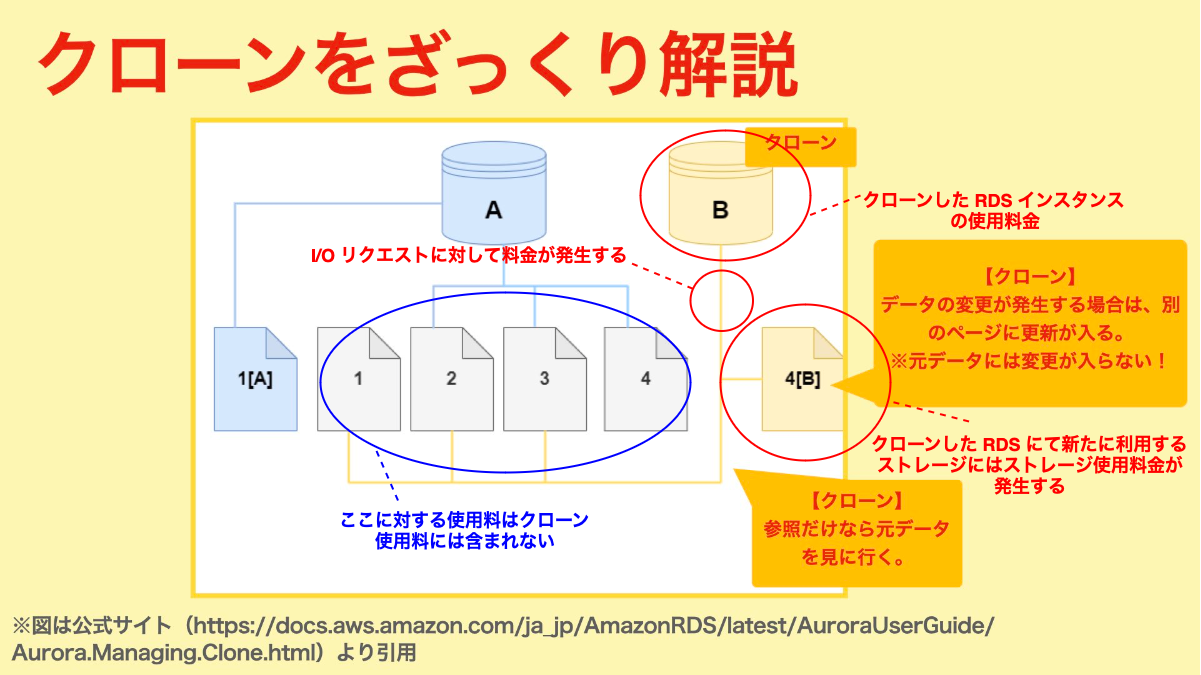 クローンをざっくり解説
クローン
A
B
クローンした RDS インスタンス
の使用料金
I/O リクエストに対して料金が発生する
【クローン】
データの変更が発生する場合は、別
のページに更新が入る。
※元データには変更が入らない！
1[A]
1
2
3
4
4[B]
クローンした RDS にて新たに利用する
ストレージにはストレージ使用料金が
発生する
【クローン】
参照だけなら元データ
を見に行く。
ここに対する使用料はクローン
使用料には含まれない
※図は公式サイト（https://docs.aws.amazon.com/ja_jp/AmazonRDS/latest/AuroraUserGuide/
Aurora.Managing.Clone.html）より引用